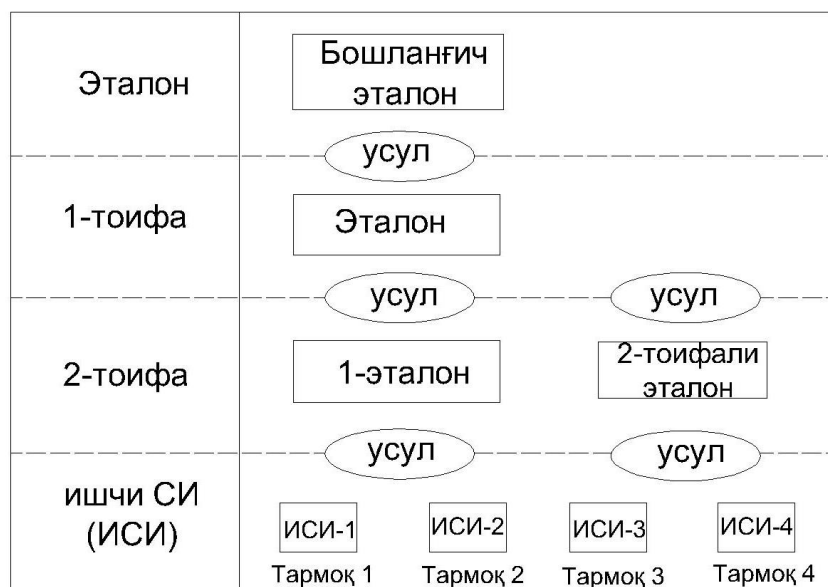 Эталон
Бошланғич
эталон
усул
1-тоифа
Эталон
усул
усул
2-тоифа
1-эталон
2-тоифали
эталон
усул
усул
ишчи СИ
(ИСИ)
ИСИ-1
ИСИ-2
ИСИ-3
ИСИ-4
Тармоқ 1
Тармоқ 2
Тармоқ 3
Тармоқ 4